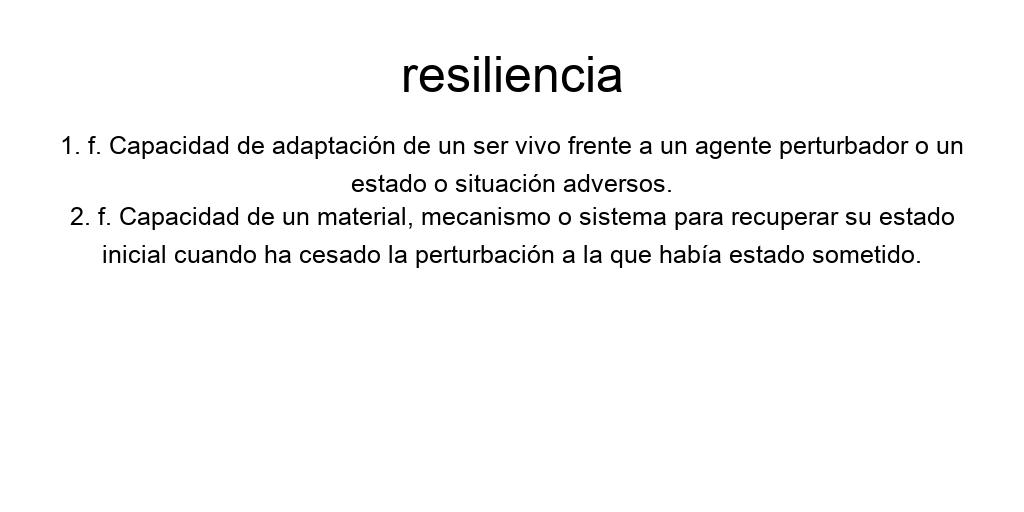 resiliencia
1. f. Capacidad de adaptación de un ser vivo frente a un agente perturbador o un
estado o situación adversos.
2. f. Capacidad de un material, mecanismo o sistema para recuperar su estado
inicial cuando ha cesado la perturbación a la que había estado sometido.